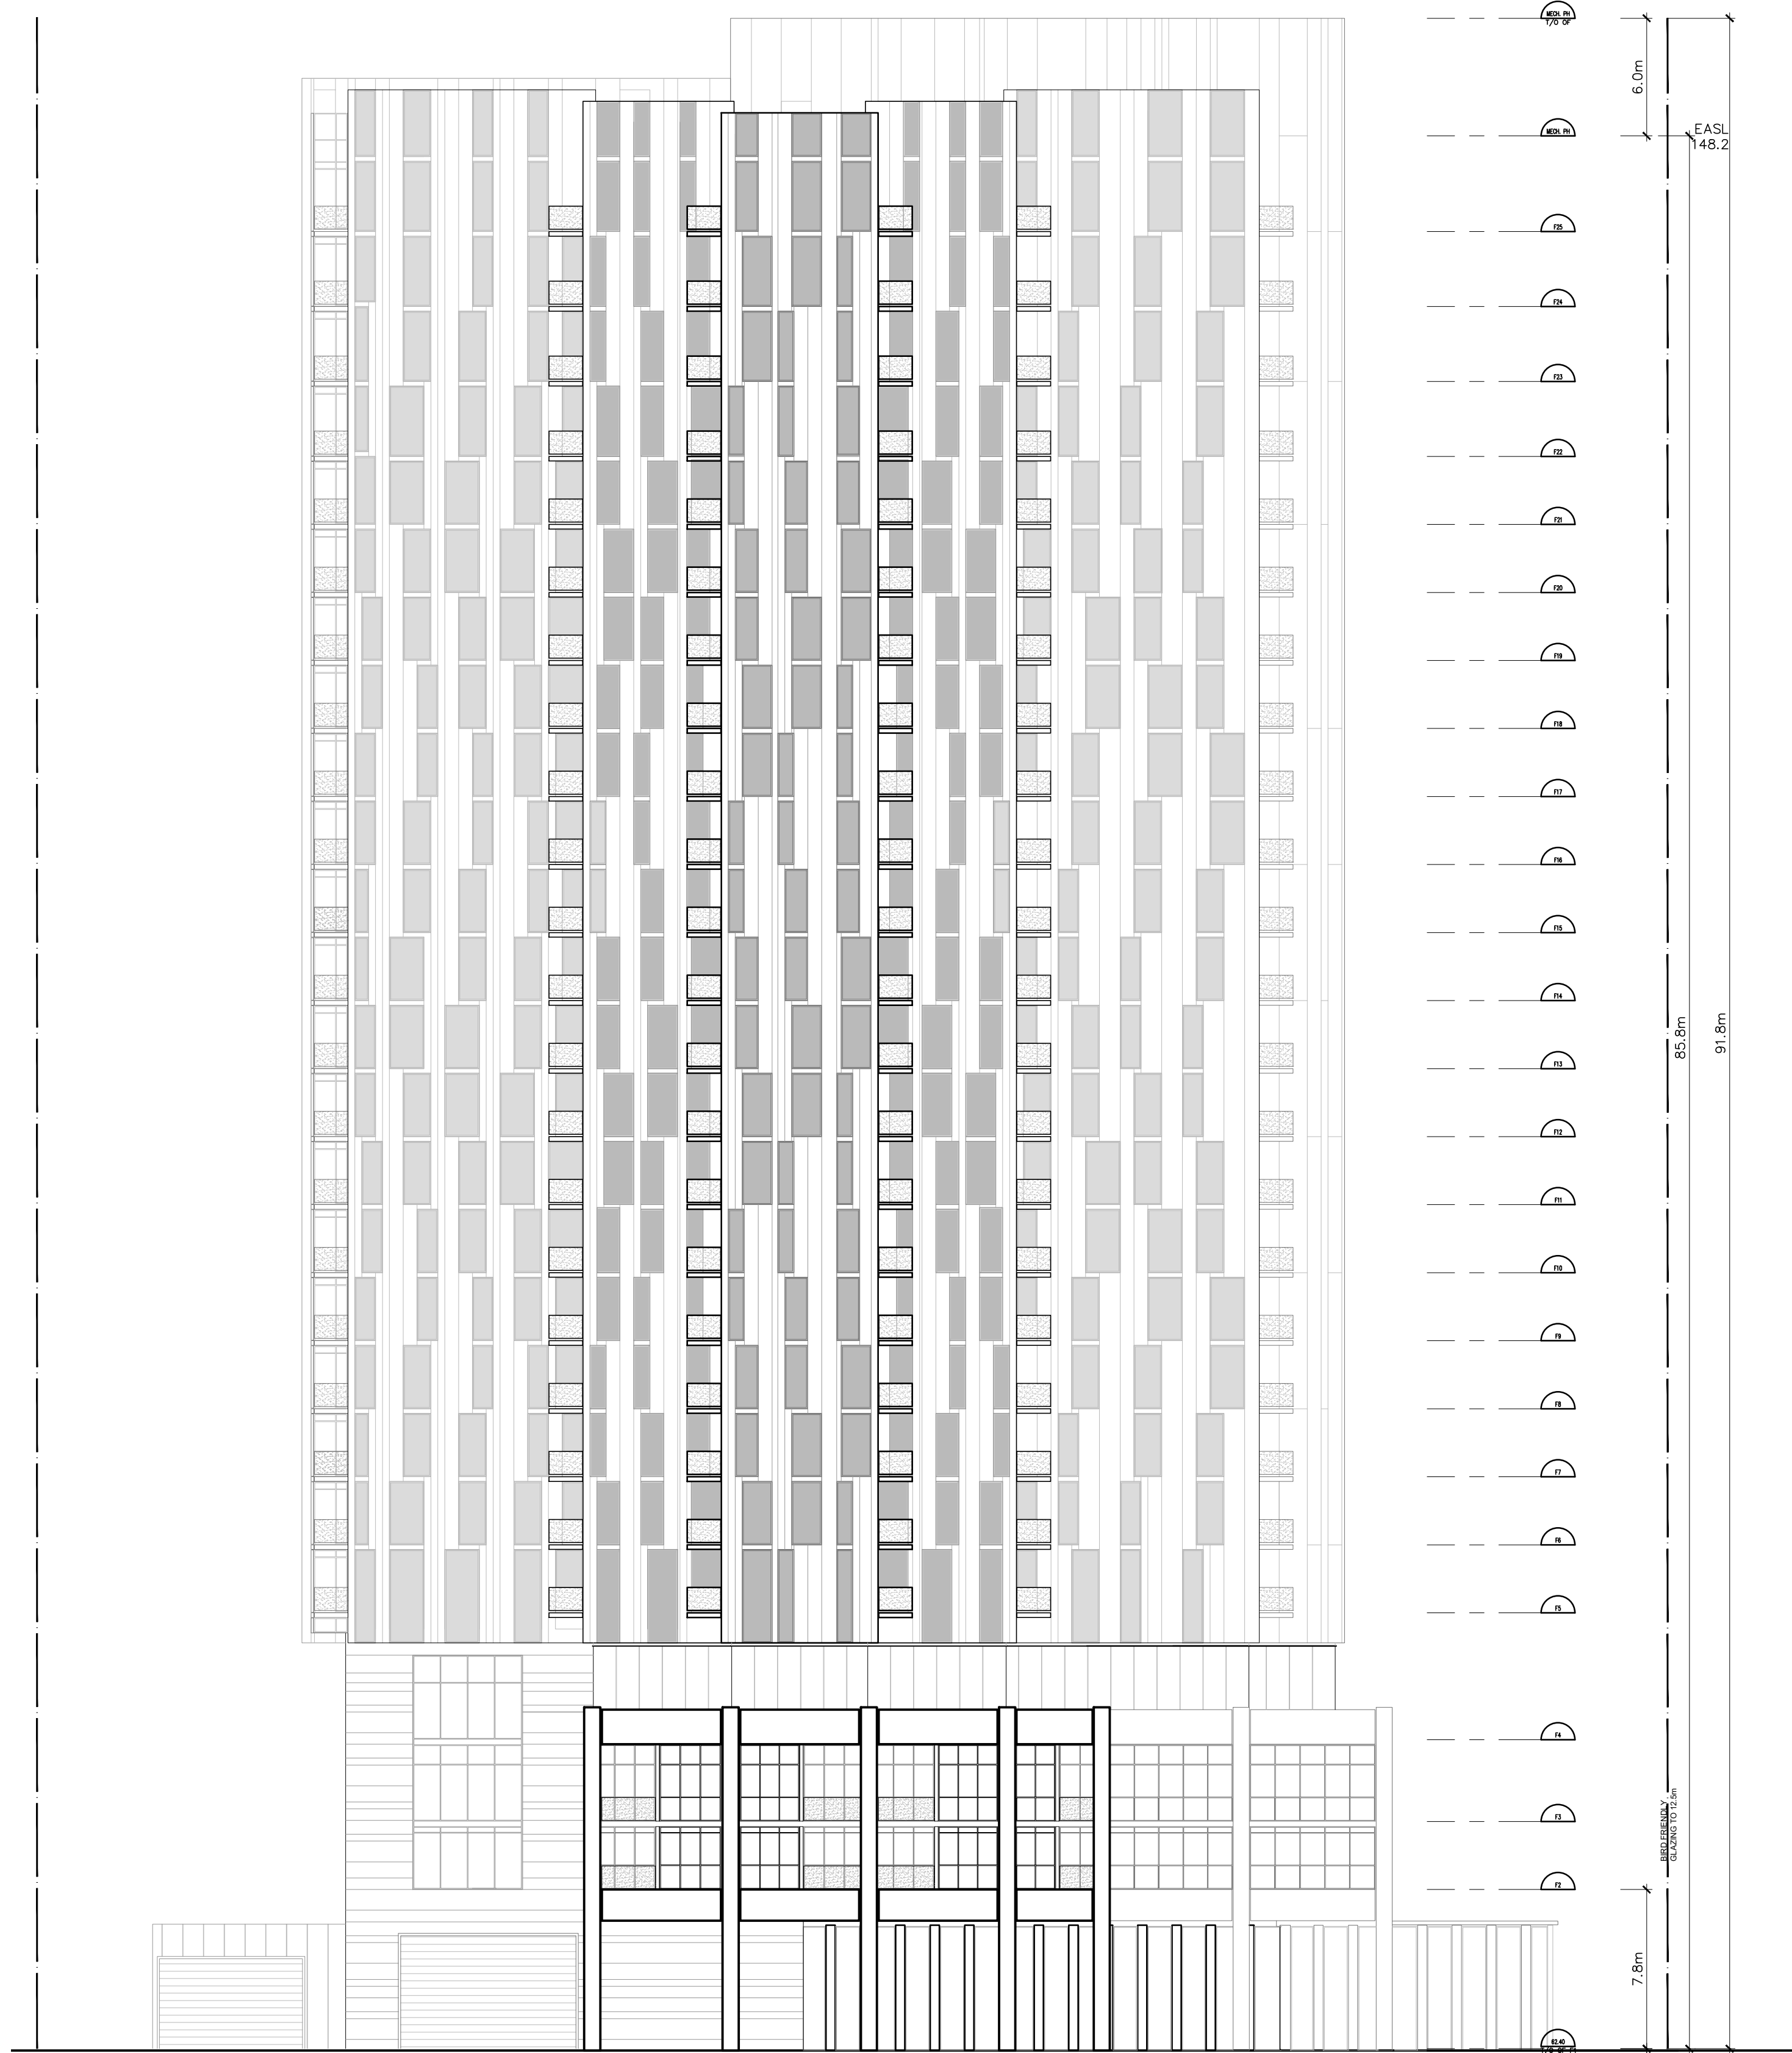 MECH. PH
T/O OF
6.0m
MECH. PH
EASL
148.2
F25
F24
F23
F22
F21
F20
F19
F18
F17
F16
F15
F14
F13
85.8m
91.8m
F12
F11
F10
F9
F8
F7
F6
F5
F4
F3
BIRD FRIENDLY
GLAZING TO 12.5m
F2
7.8m
62.40